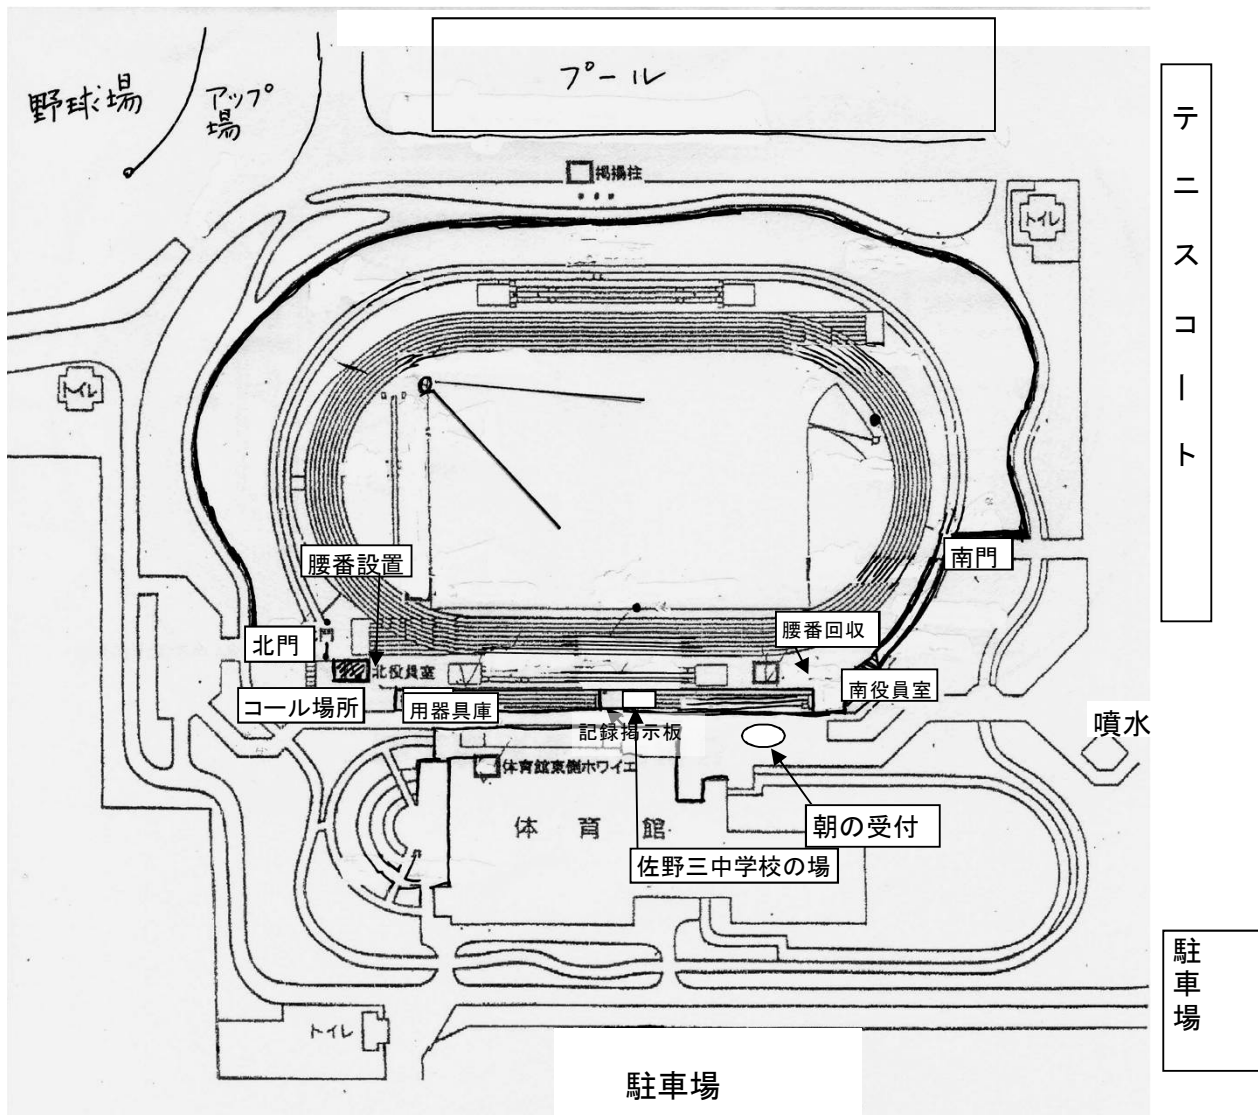 プール
野球場
アップ
場
掲揚柱
トイレ
テニスコート
トイレ
腰番設置
南門
北門
腰番回収
北役員室
南役員室
コール場所
用器具庫
記録掲示板
噴水
体育館東側ホワイエ
体育館
朝の受付
佐野三中学校の場
駐車場
トイレ
駐車場